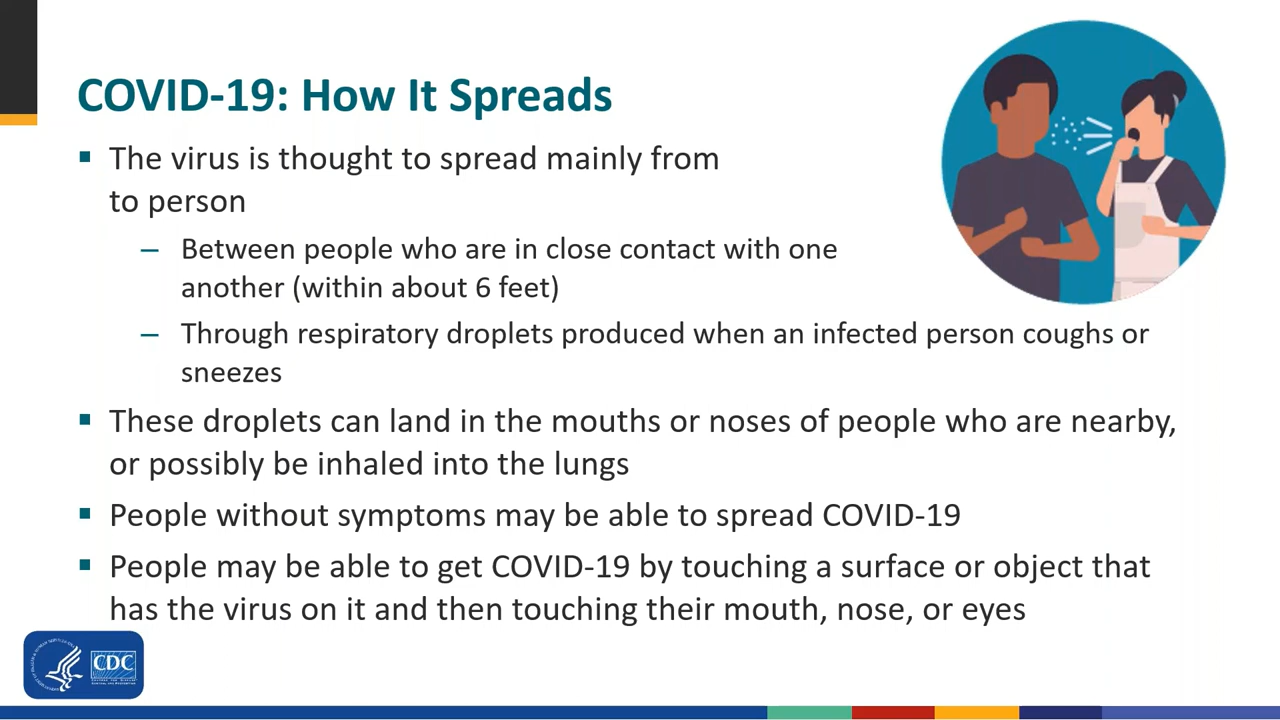 COVID-19: How It Spreads
▪ The virus is thought to spread mainly from
to person
– Between people who are in close contact with one
another (within about 6 feet)
– Through respiratory droplets produced when an infected person coughs or
sneezes
▪ These droplets can land in the mouths or noses of people who are nearby,
or possibly be inhaled into the lungs
▪ People without symptoms may be able to spread COVID-19
▪ People may be able to get COVID-19 by touching a surface or object that
has the virus on it and then touching their mouth, nose, or eyes
CDC